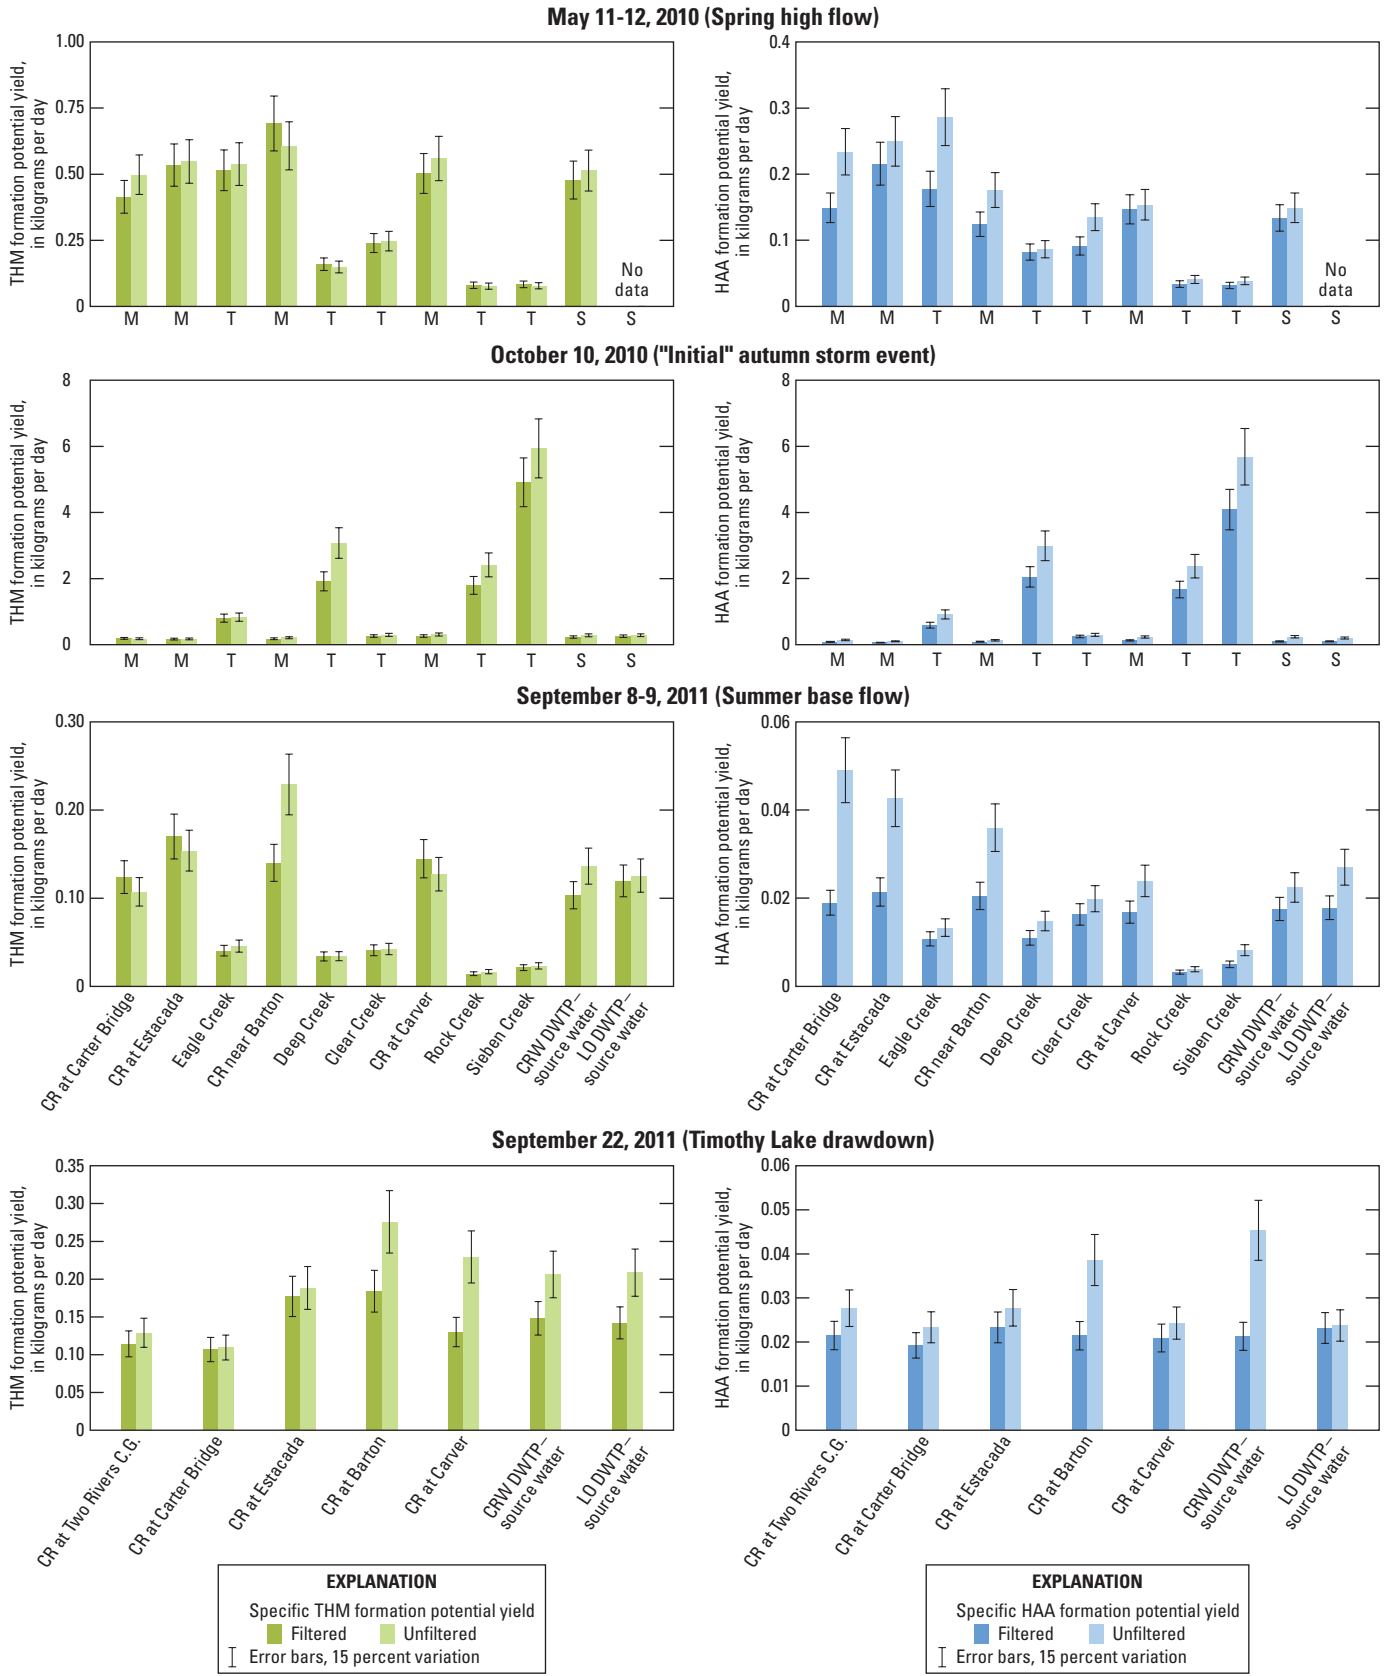 May 11-12, 2010 (Spring high flow)
THM formation potential yield,
in kilograms per day
1.00
0.75
0.50
0.25
0
No
data
M M T M T T M T T S S
HAA formation potential yield,
in kilograms per day
0.4
0.3
0.2
0.1
0
No
data
M M T M T T M T T S S
October 10, 2010 ("Initial" autumn storm event)
THM formation potential yield,
in kilograms per day
8
6
4
2
0
M M T M T T M T T S S
HAA formation potential yield,
in kilograms per day
8
6
4
2
0
M M T M T T M T T S S
September 8-9, 2011 (Summer base flow)
THM formation potential yield,
in kilograms per day
0.30
0.20
0.10
0
CR at Carter Bridge
CR at Estacada
Eagle Creek
CR near Barton
Deep Creek
Clear Creek
CR at Carver
Rock Creek
Sieben Creek
CRW DWTP–
source water
LO DWTP–
source water
HAA formation potential yield,
in kilograms per day
0.06
0.04
0.02
0
CR at Carter Bridge
CR at Estacada
Eagle Creek
CR near Barton
Deep Creek
Clear Creek
CR at Carver
Rock Creek
Sieben Creek
CRW DWTP–
source water
LO DWTP–
source water
September 22, 2011 (Timothy Lake drawdown)
THM formation potential yield,
in kilograms per day
0.35
0.30
0.25
0.20
0.15
0.10
0.05
0
CR at Two Rivers C.G.
CR at Carter Bridge
CR at Estacada
CR at Barton
CR at Carver
CRW DWTP–
source water
LO DWTP–
source water
HAA formation potential yield,
in kilograms per day
0.06
0.05
0.04
0.03
0.02
0.01
0
CR at Two Rivers C.G.
CR at Carter Bridge
CR at Estacada
CR at Barton
CR at Carver
CRW DWTP–
source water
LO DWTP–
source water
EXPLANATION
Specific THM formation potential yield
Filtered Unfiltered
Error bars, 15 percent variation
EXPLANATION
Specific HAA formation potential yield
Filtered Unfiltered
Error bars, 15 percent variation